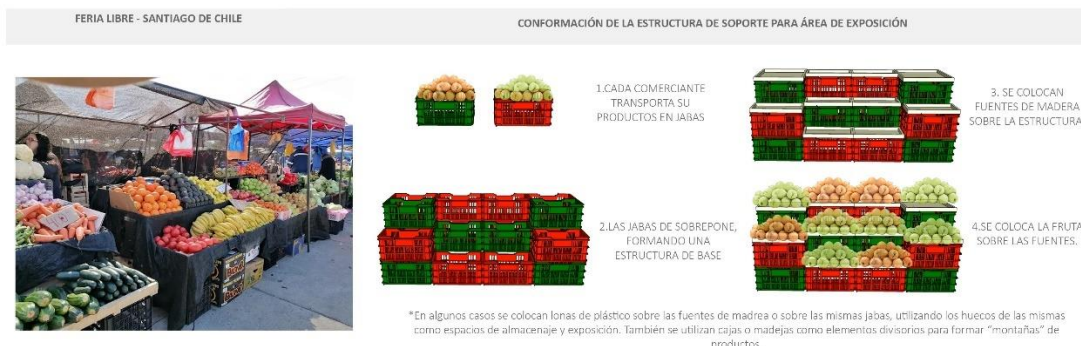 FERIA LIBRE - SANTIAGO DE CHILE
CONFORMACIÓN DE LA ESTRUCTURA DE SOPORTE PARA ÁREA DE EXPOSICIÓN
1.CADA COMERCIANTE
TRANSPORTA SU
PRODUCTOS EN JABAS
3. SE COLOCAN
FUENTES DE MADERA
SOBRE LA ESTRUCTURA
2.LAS JABAS DE SOBREPONE,
FORMANDO UNA
ESTRUCTURA DE BASE
4.SE COLOCA LA FRUTA
SOBRE LAS FUENTES.
*En algunos casos se colocan lonas de plástico sobre las fuentes de madrea o sobre las mismas jabas, utilizando los huecos de las mismas
como espacios de almacenaje y exposición. También se utilizan cajas o madejas como elementos divisorios para formar "montañas" de
productos